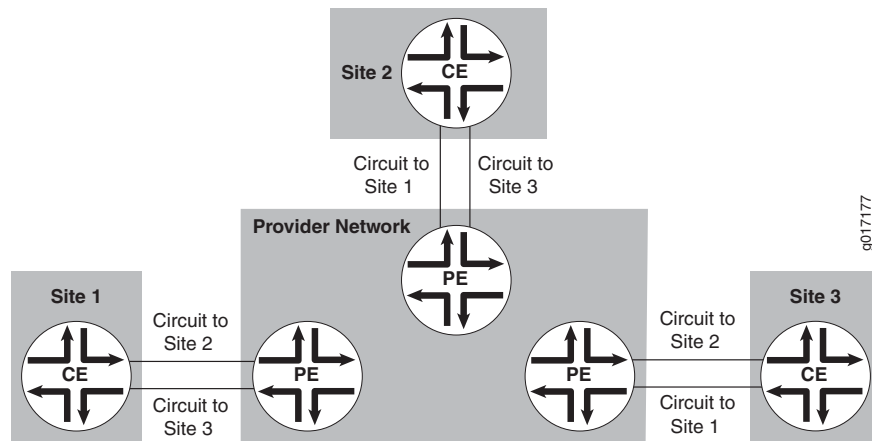 Site 2
CE
Circuit to
Site 1
Circuit to
Site 3
g017177
Provider Network
PE
Site 1
CE
Circuit to
Site 2
Circuit to
Site 3
PE
PE
Circuit to
Site 2
Circuit to
Site 1
Site 3
CE